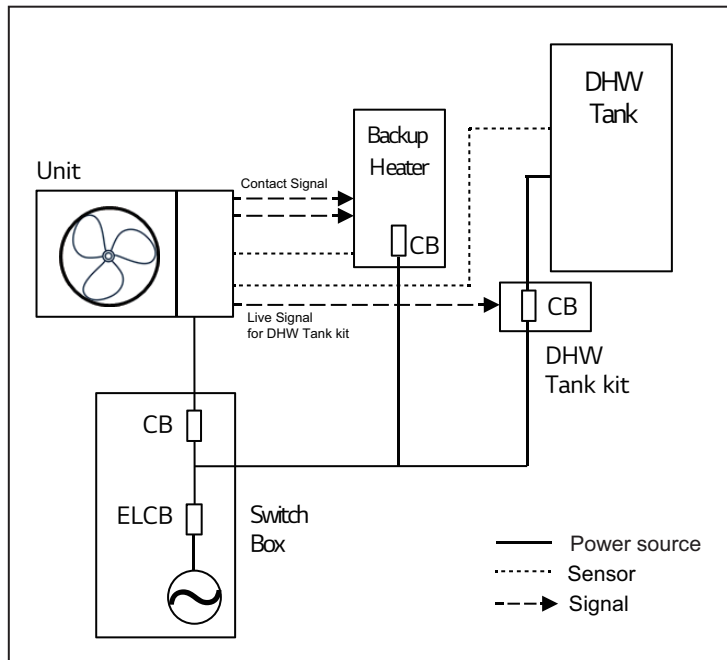 DHW
Tank
Backup
Heater
Unit
Contact Signal
CB
CB
Live Signal
for DHW Tank kit
DHW
Tank kit
CB
ELCB
Switch
Box
Power source
Sensor
Signal